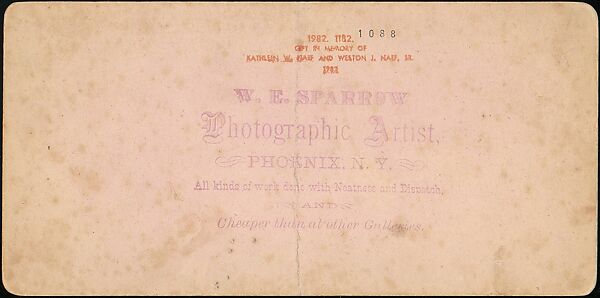 1982. 1182. 1088
GIFT IN MEMORY OF
KATHLEEN W. NAEF AND WESTON J. NAEF, SR.
1982
W. E. SPARROW
Photographic Artist,
PHOENIX, N. Y.
All kinds of work done with Neatness and Dispatch,
AND
Cheaper than at other Galleries.